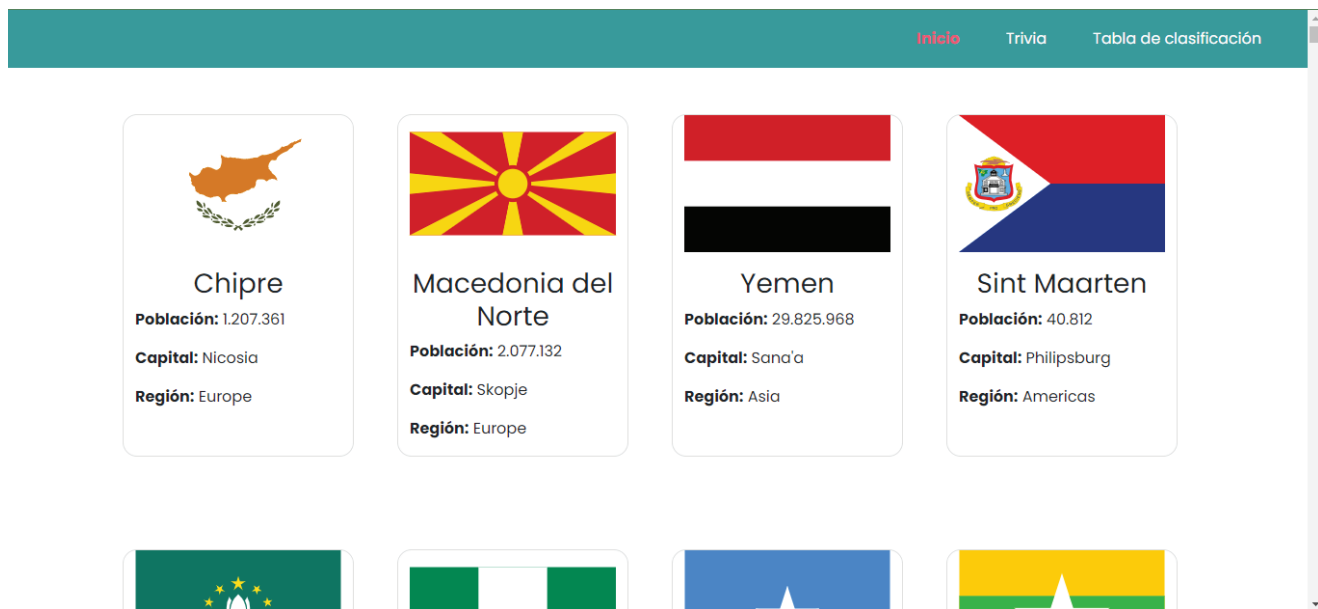 Inicio Trivia Tabla de clasificación
Chipre
Población: 1.207.361
Capital: Nicosia
Región: Europe
Macedonia del
Norte
Población: 2.077.132
Capital: Skopje
Región: Europe
Yemen
Población: 29.825.968
Capital: Sana'a
Región: Asia
Sint Maarten
Población: 40.812
Capital: Philipsburg
Región: Americas